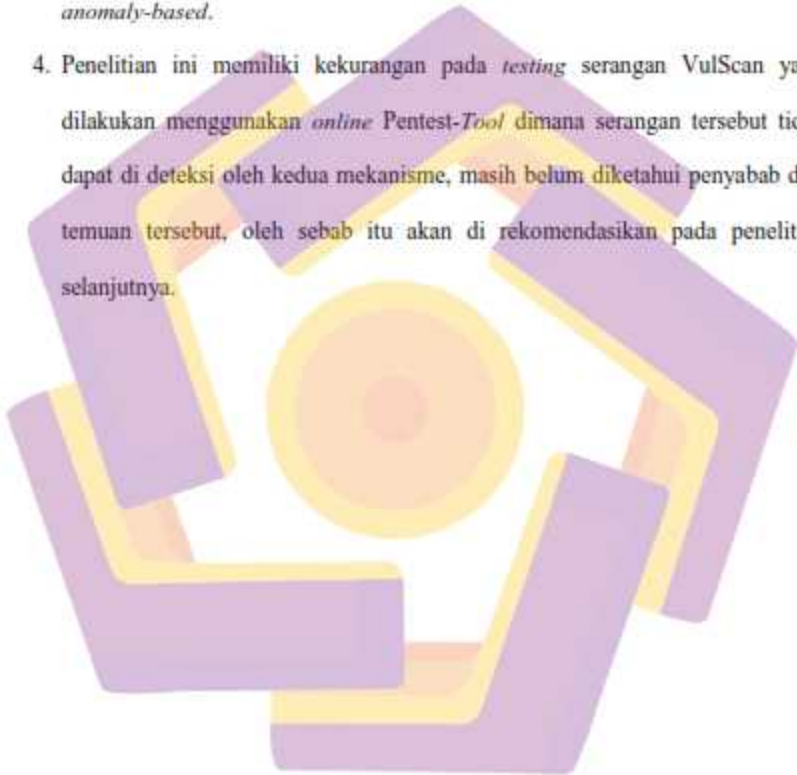 anomaly-based.
4. Penelitian ini memiliki kekurangan pada testing serangan VulScan ya
dilakukan menggunakan online Pentest-Tool dimana serangan tersebut tid
dapat di deteksi oleh kedua mekanisme, masih belum diketahui penyabab d
temuan tersebut, oleh sebab itu akan di rekomendasikan pada penelit
selanjutnya.